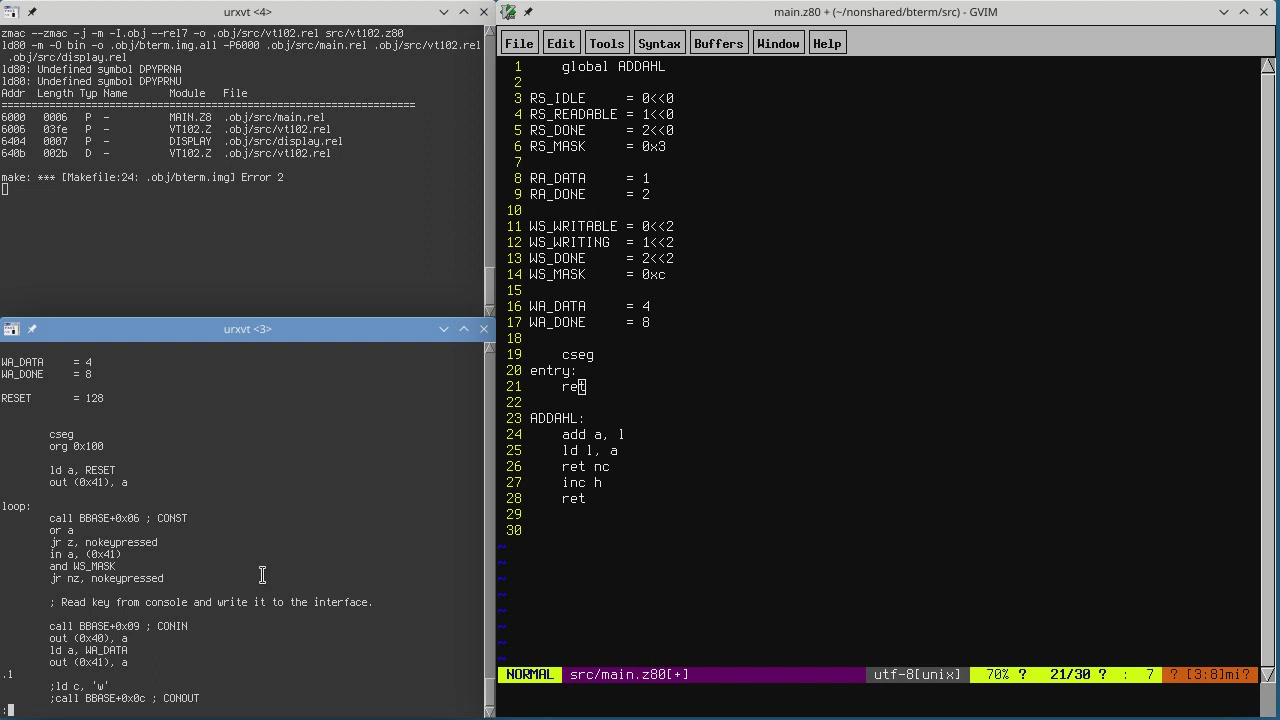 urxvt <4>
zmac --zmac -j -m -I.obj --rel7 -o .obj/src/vt102.rel src/vt102.z80
ld80 -m -O bin -o .obj/bterm.img.all -P6000 .obj/src/main.rel .obj/src/vt102.rel
 .obj/src/display.rel
ld80: Undefined symbol DPYPRNA
ld80: Undefined symbol DPYPRNU
Addr  Length Typ Name       Module   File
=====================================================================
6000   0006  P  -          MAIN.Z8  .obj/src/main.rel
6006   03fe  P  -          VT102.Z  .obj/src/vt102.rel
6404   0007  P  -          DISPLAY  .obj/src/display.rel
640b   002b  D  -          VT102.Z  .obj/src/vt102.rel
make: *** [Makefile:24: .obj/bterm.img] Error 2
urxvt <3>
WA_DATA     = 4
WA_DONE     = 8
RESET       = 128
cseg
org 0x100
ld a, RESET
out (0x41), a
loop:
call BBASE+0x06 ; CONST
or a
jr z, nokeypressed
in a, (0x41)
and WS_MASK
jr nz, nokeypressed
; Read key from console and write it to the interface.
call BBASE+0x09 ; CONIN
out (0x40), a
ld a, WA_DATA
out (0x41), a
.1
;ld c, 'w'
;call BBASE+0x0c ; CONOUT
:
main.z80 + (~/nonshared/bterm/src) - GVIM
File Edit Tools Syntax Buffers Window Help
1     global ADDAHL
2
3 RS_IDLE     = 0<<0
4 RS_READABLE = 1<<0
5 RS_DONE     = 2<<0
6 RS_MASK     = 0x3
7
8 RA_DATA     = 1
9 RA_DONE     = 2
10
11 WS_WRITABLE = 0<<2
12 WS_WRITING  = 1<<2
13 WS_DONE     = 2<<2
14 WS_MASK     = 0xc
15
16 WA_DATA     = 4
17 WA_DONE     = 8
18
19     cseg
20 entry:
21     ret
22
23 ADDAHL:
24     add a, l
25     ld l, a
26     ret nc
27     inc h
28     ret
29
30
~
~
~
~
~
~
~
~
NORMAL src/main.z80[+] utf-8[unix] 70% ? 21/30 ? : 7 ? [3:8]mi?